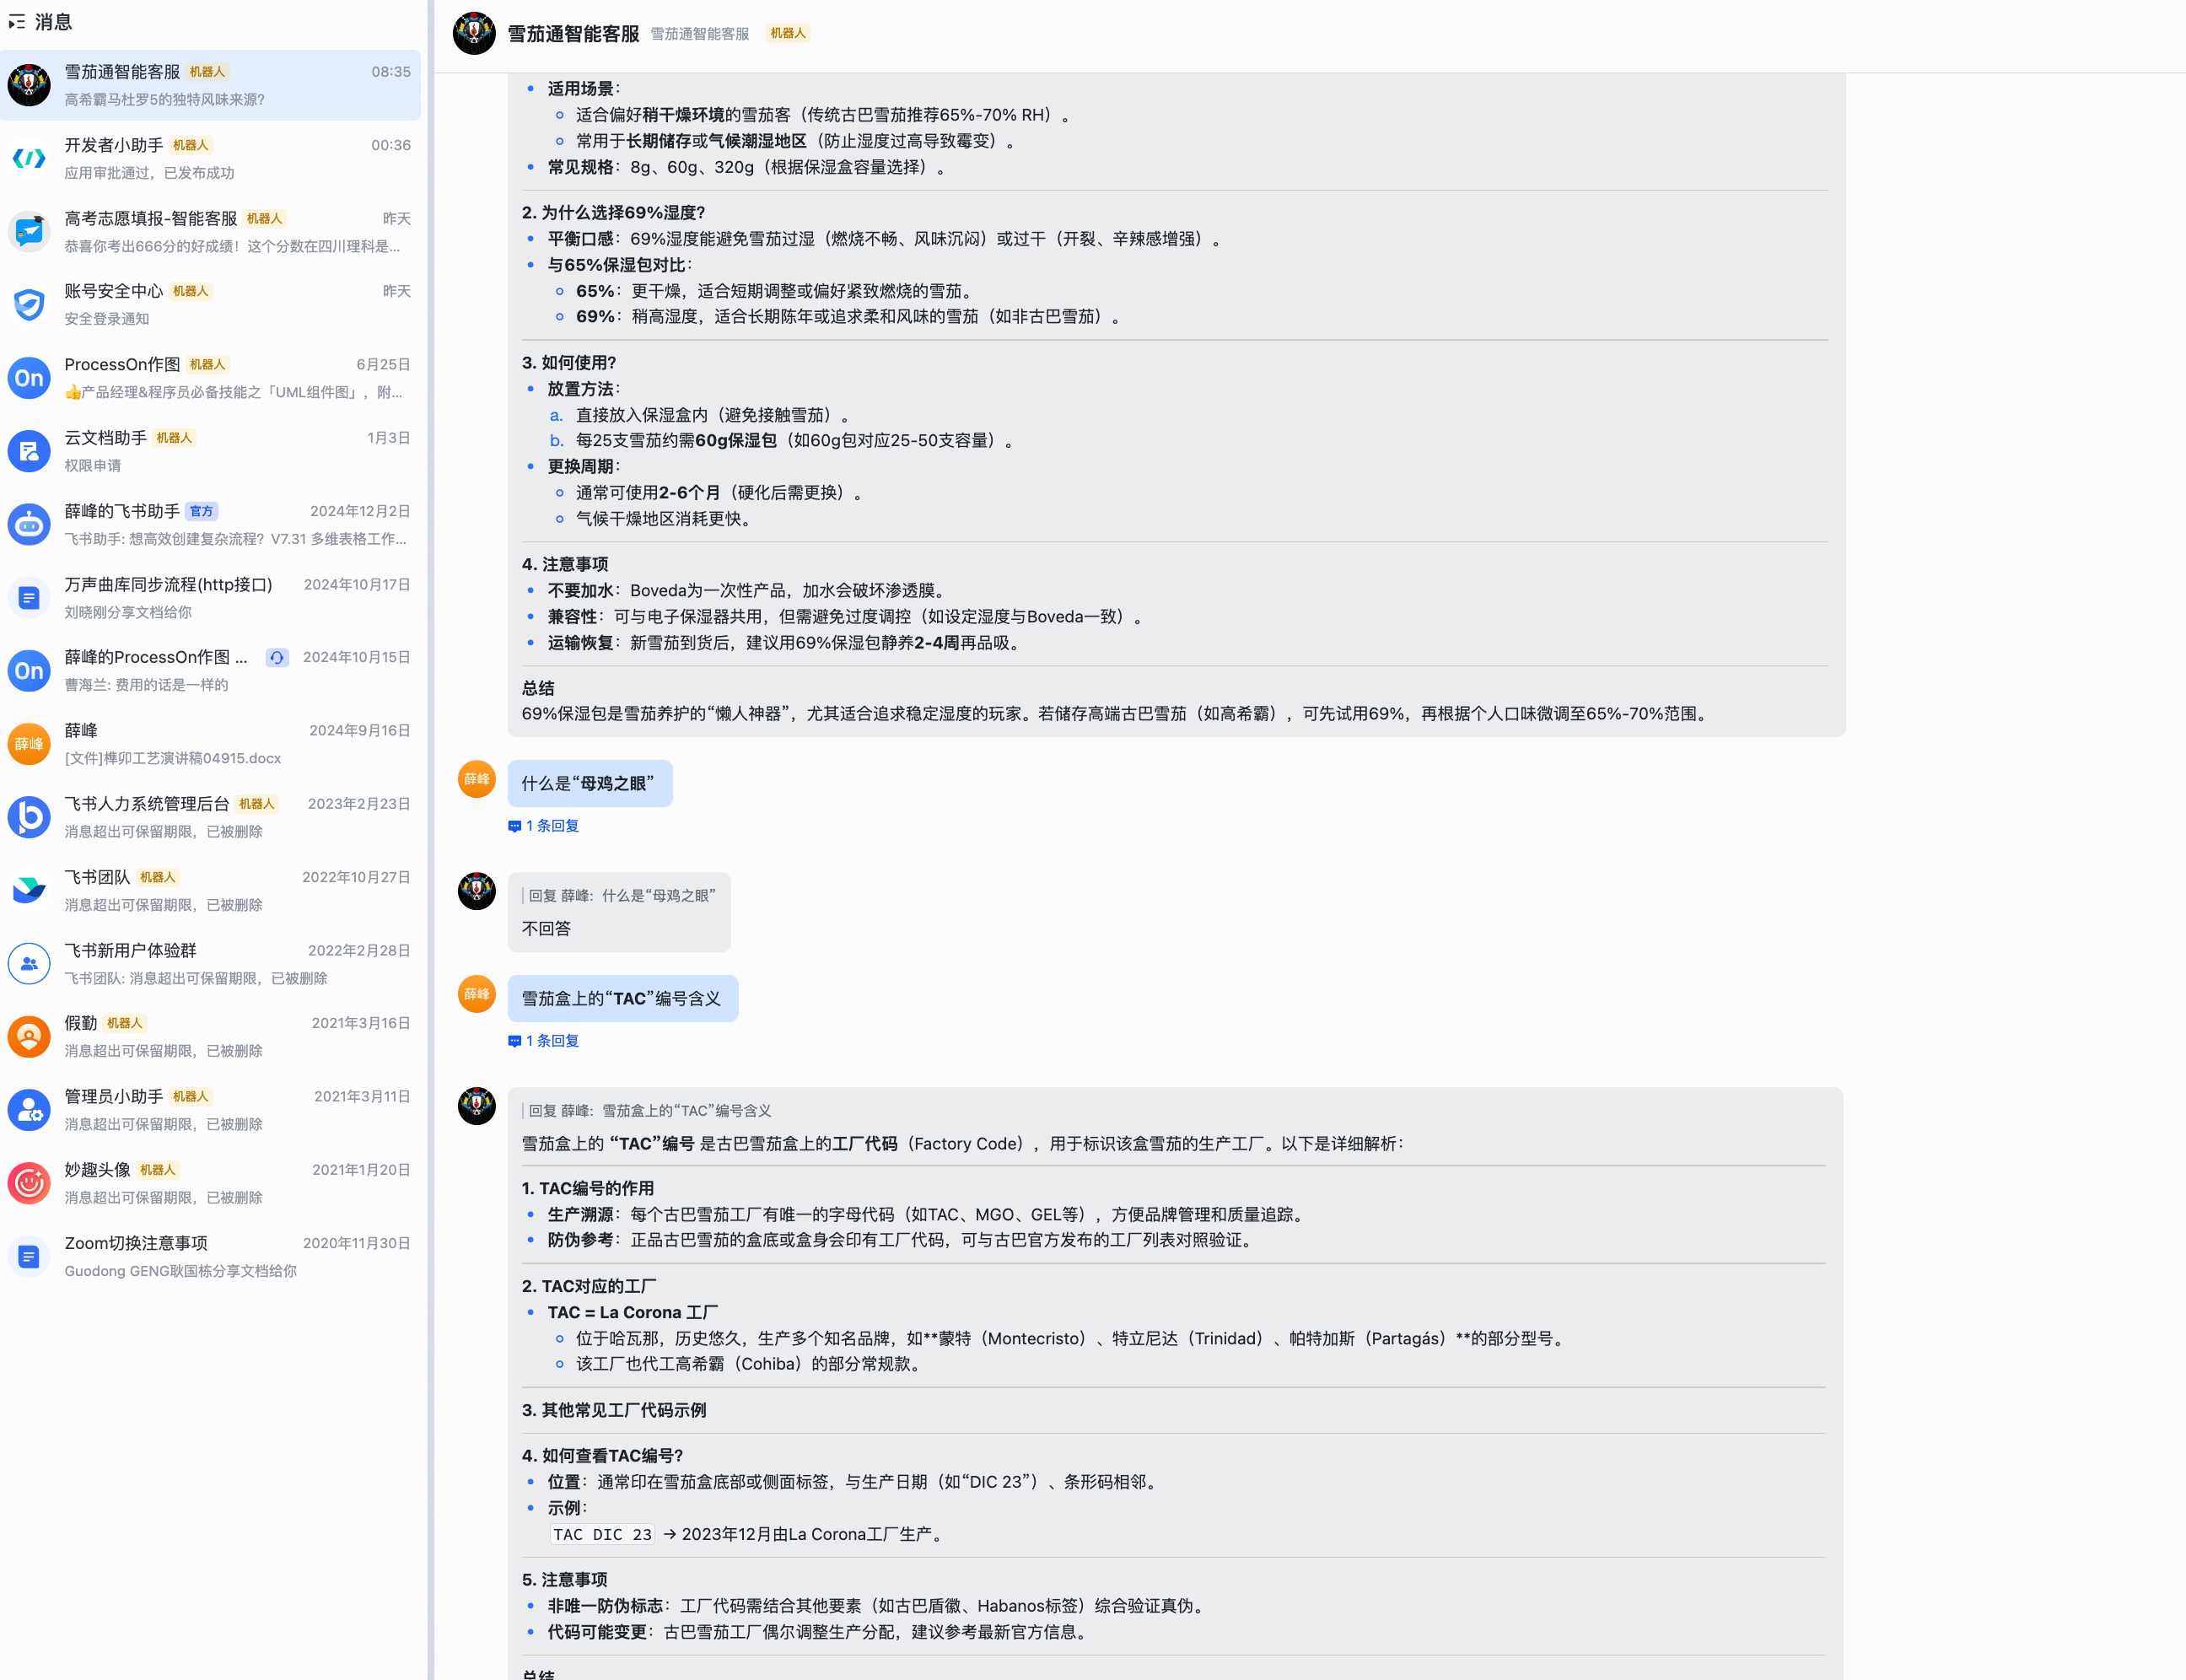 消息
雪茄通智能客服 机器人 08:35
高希霸马杜罗5的独特风味来源?
开发者小助手 机器人 00:36
应用审批通过，已发布成功
高考志愿填报-智能客服 机器人 昨天
恭喜你考出666分的好成绩！这个分数在四川理科是...
账号安全中心 机器人 昨天
安全登录通知
On
ProcessOn作图 机器人 6月25日
👍产品经理&程序员必备技能之「UML组件图」，附...
云文档助手 机器人 1月3日
权限申请
薛峰的飞书助手 官方 2024年12月2日
飞书助手: 想高效创建复杂流程？V7.31 多维表格工作...
万声曲库同步流程(http接口) 2024年10月17日
刘晓刚分享文档给你
On
薛峰的ProcessOn作图 ... 2024年10月15日
曹海兰: 费用的话是一样的
薛峰
薛峰 2024年9月16日
[文件]榫卯工艺演讲稿04915.docx
飞书人力系统管理后台 机器人 2023年2月23日
消息超出可保留期限，已被删除
飞书团队 机器人 2022年10月27日
消息超出可保留期限，已被删除
飞书新用户体验群 2022年2月28日
飞书团队: 消息超出可保留期限，已被删除
假勤 机器人 2021年3月16日
消息超出可保留期限，已被删除
管理员小助手 机器人 2021年3月11日
消息超出可保留期限，已被删除
妙趣头像 机器人 2021年1月20日
消息超出可保留期限，已被删除
Zoom切换注意事项 2020年11月30日
Guodong GENG耿国栋分享文档给你
雪茄通智能客服 雪茄通智能客服 机器人
• 适用场景：
◦ 适合偏好稍干燥环境的雪茄客（传统古巴雪茄推荐65%-70% RH）。
◦ 常用于长期储存或气候潮湿地区（防止湿度过高导致霉变）。
• 常见规格：8g、60g、320g（根据保湿盒容量选择）。
2. 为什么选择69%湿度?
• 平衡口感：69%湿度能避免雪茄过湿（燃烧不畅、风味沉闷）或过干（开裂、辛辣感增强）。
• 与65%保湿包对比：
◦ 65%：更干燥，适合短期调整或偏好紧致燃烧的雪茄。
◦ 69%：稍高湿度，适合长期陈年或追求柔和风味的雪茄（如非古巴雪茄）。
3. 如何使用?
• 放置方法：
a. 直接放入保湿盒内（避免接触雪茄）。
b. 每25支雪茄约需60g保湿包（如60g包对应25-50支容量）。
• 更换周期：
◦ 通常可使用2-6个月（硬化后需更换）。
◦ 气候干燥地区消耗更快。
4. 注意事项
• 不要加水：Boveda为一次性产品，加水会破坏渗透膜。
• 兼容性：可与电子保湿器共用，但需避免过度调控（如设定湿度与Boveda一致）。
• 运输恢复：新雪茄到货后，建议用69%保湿包静养2-4周再品吸。
总结
69%保湿包是雪茄养护的“懒人神器”，尤其适合追求稳定湿度的玩家。若储存高端古巴雪茄（如高希霸），可先试用69%，再根据个人口味微调至65%-70%范围。
薛峰
什么是“母鸡之眼”
1 条回复
回复 薛峰: 什么是“母鸡之眼”
不回答
薛峰
雪茄盒上的“TAC”编号含义
1 条回复
回复 薛峰: 雪茄盒上的“TAC”编号含义
雪茄盒上的 “TAC”编号 是古巴雪茄盒上的工厂代码（Factory Code），用于标识该盒雪茄的生产工厂。以下是详细解析：
1. TAC编号的作用
• 生产溯源：每个古巴雪茄工厂有唯一的字母代码（如TAC、MGO、GEL等），方便品牌管理和质量追踪。
• 防伪参考：正品古巴雪茄的盒底或盒身会印有工厂代码，可与古巴官方发布的工厂列表对照验证。
2. TAC对应的工厂
• TAC = La Corona 工厂
◦ 位于哈瓦那，历史悠久，生产多个知名品牌，如**蒙特（Montecristo）、特立尼达（Trinidad）、帕特加斯（Partagás）**的部分型号。
◦ 该工厂也代工高希霸（Cohiba）的部分常规款。
3. 其他常见工厂代码示例
4. 如何查看TAC编号?
• 位置：通常印在雪茄盒底部或侧面标签，与生产日期（如“DIC 23”）、条形码相邻。
• 示例：
TAC DIC 23 → 2023年12月由La Corona工厂生产。
5. 注意事项
• 非唯一防伪标志：工厂代码需结合其他要素（如古巴盾徽、Habanos标签）综合验证真伪。
• 代码可能变更：古巴雪茄工厂偶尔调整生产分配，建议参考最新官方信息。
总结